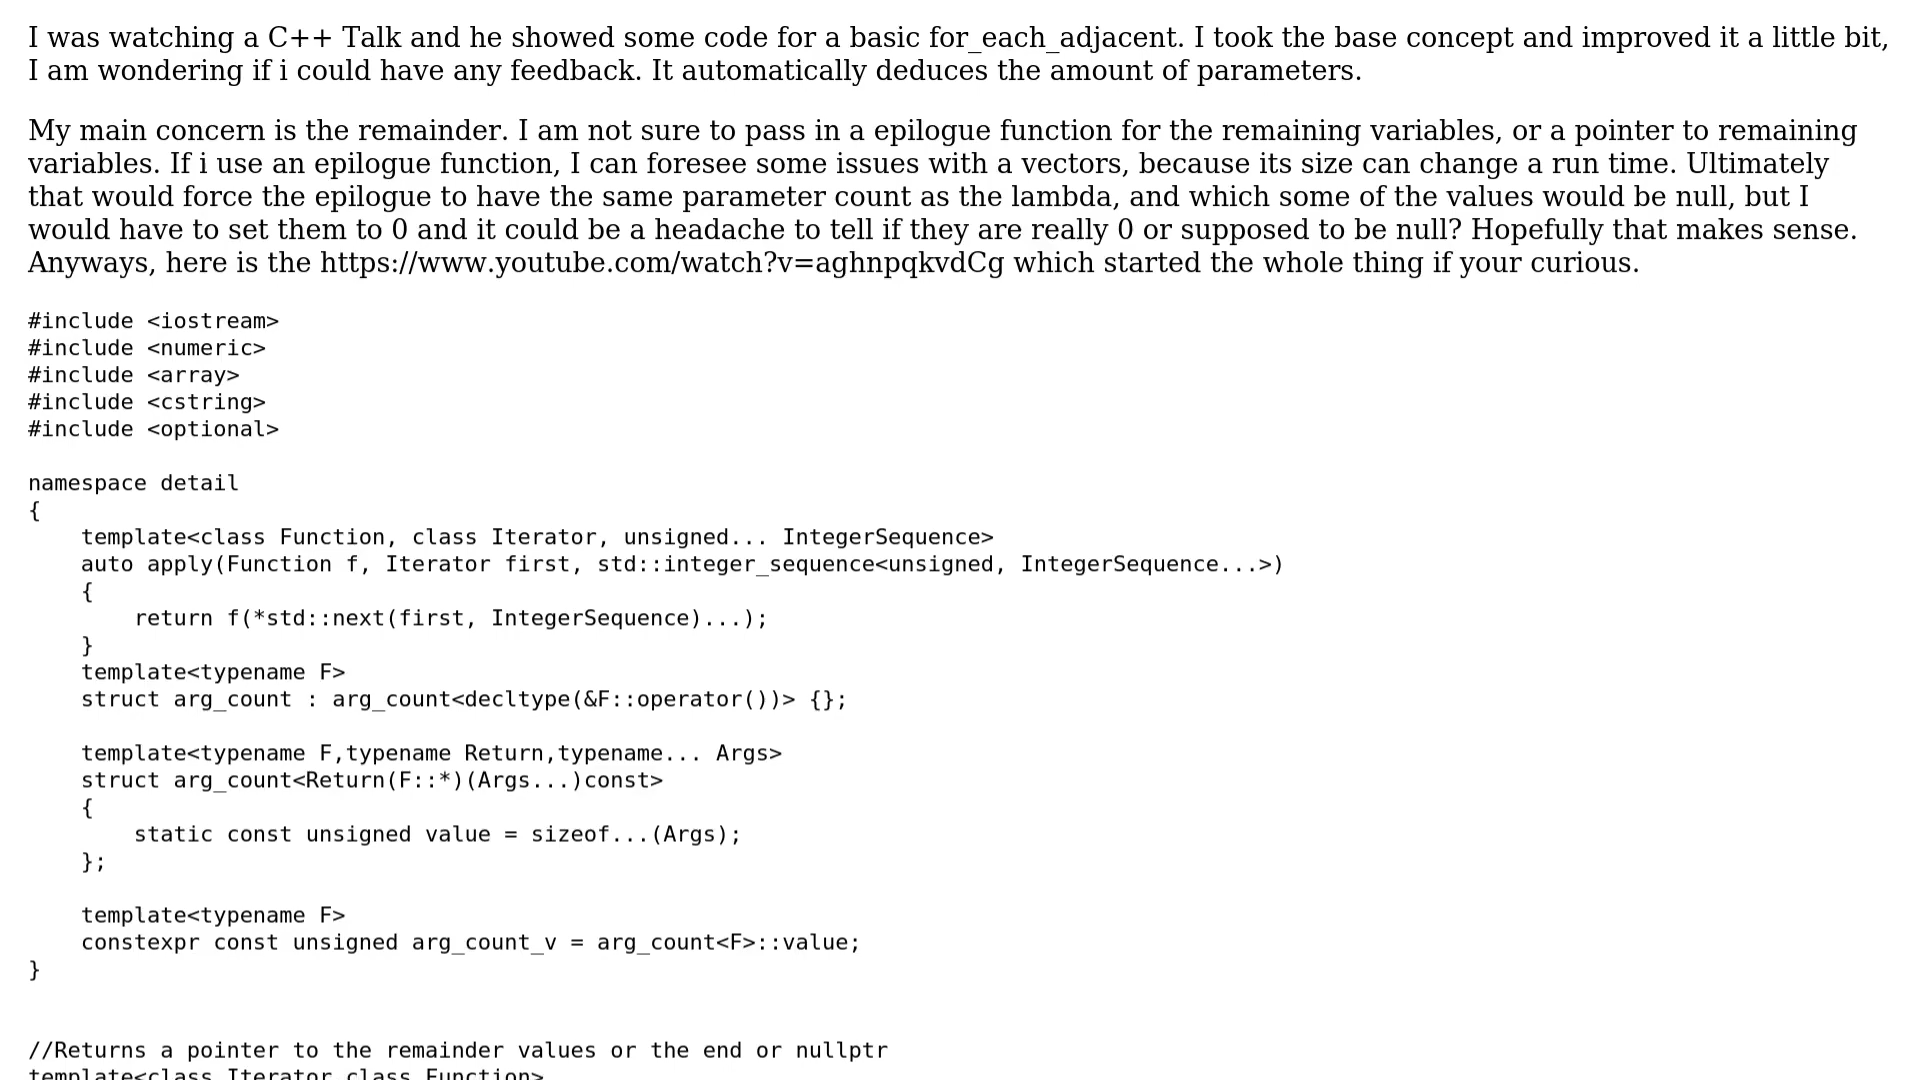 I was watching a C++ Talk and he showed some code for a basic for_each_adjacent. I took the base concept and improved it a little bit,
I am wondering if i could have any feedback. It automatically deduces the amount of parameters.
My main concern is the remainder. I am not sure to pass in a epilogue function for the remaining variables, or a pointer to remaining
variables. If i use an epilogue function, I can foresee some issues with a vectors, because its size can change a run time. Ultimately
that would force the epilogue to have the same parameter count as the lambda, and which some of the values would be null, but I
would have to set them to 0 and it could be a headache to tell if they are really 0 or supposed to be null? Hopefully that makes sense.
Anyways, here is the https://www.youtube.com/watch?v=aghnpqkvdCg which started the whole thing if your curious.
#include <iostream>
#include <numeric>
#include <array>
#include <cstring>
#include <optional>
namespace detail
{
    template<class Function, class Iterator, unsigned... IntegerSequence>
    auto apply(Function f, Iterator first, std::integer_sequence<unsigned, IntegerSequence...>)
    {
        return f(*std::next(first, IntegerSequence)...);
    }
    template<typename F>
    struct arg_count : arg_count<decltype(&F::operator())> {};
    template<typename F,typename Return,typename... Args>
    struct arg_count<Return(F::*)(Args...)const>
    {
        static const unsigned value = sizeof...(Args);
    };
    template<typename F>
    constexpr const unsigned arg_count_v = arg_count<F>::value;
}
//Returns a pointer to the remainder values or the end or nullptr
template<class Iterator,class Function>